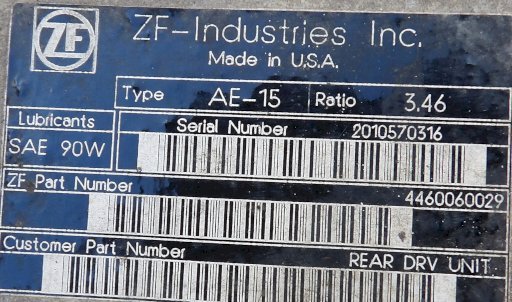 ZF
ZF-Industries Inc.
Made in U.S.A.
Type AE-15 Ratio 3.46
Lubricants
SAE 90W
Serial Number 2010570316
ZF Part Number 4460060029
Customer Part Number REAR DRV UNIT